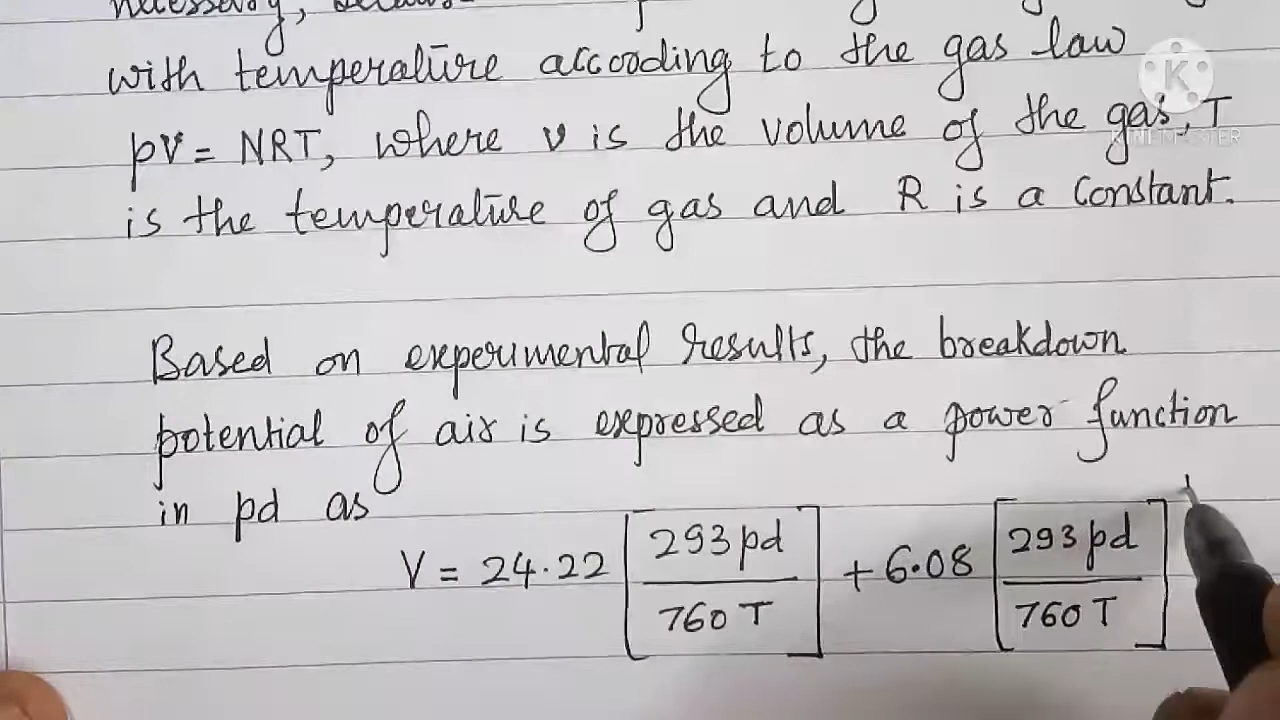 necessary,
with temperature according to the gas law
K
KINEMASTER
pv = NRT, where v is the volume of the gas, T
is the temperature of gas and R is a constant.
Based on experimental results, the breakdown
potential of air is expressed as a power function
in pd as
V = 24.22 [293 pd / 760 T] + 6.08 [293 pd / 760 T]